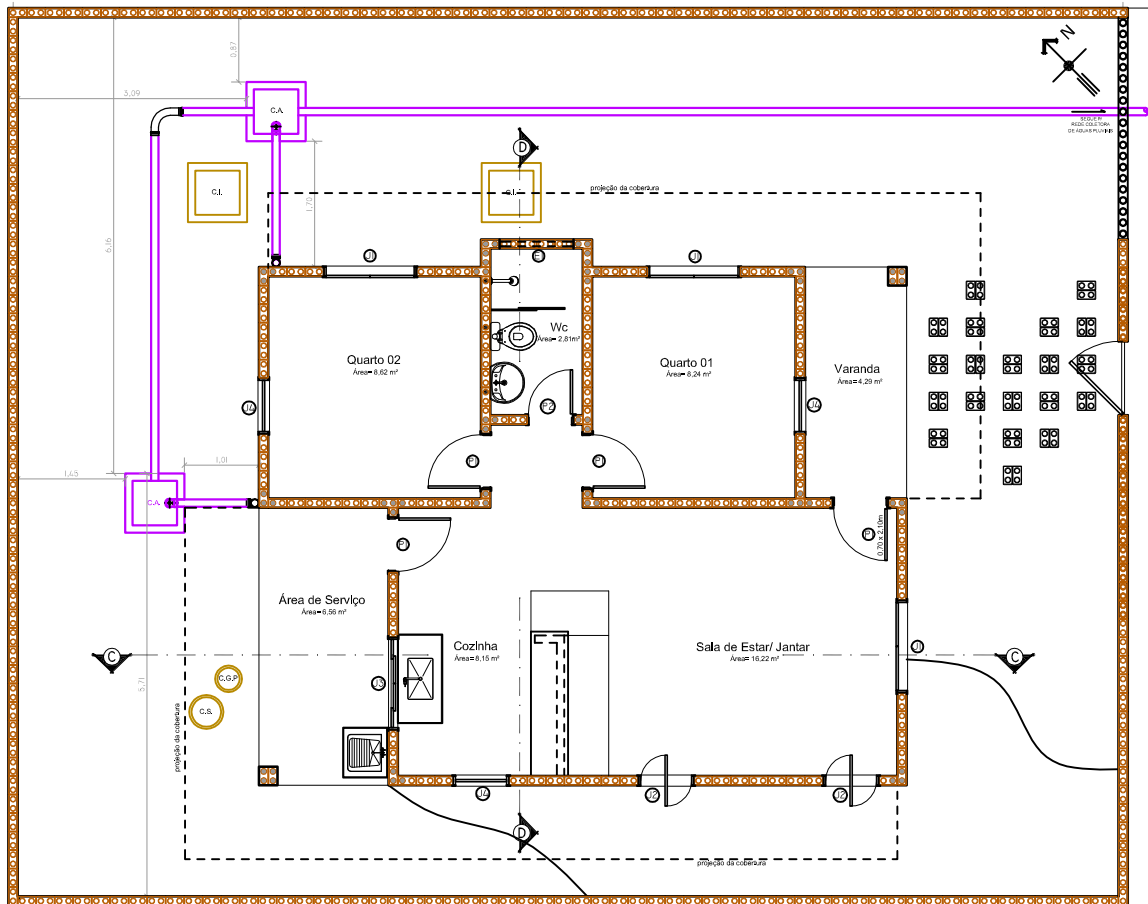 N
0,87
3,09
C.A.
SEGUE P/
REDE COLETORA
DE ÁGUAS PLUVIAIS
D
C.I.
C.I.
projeção da cobertura
1,70
6,16
J1
E
J1
Wc
Área= 2,81m²
Quarto 02
Área= 8,62 m²
Quarto 01
Área= 8,24 m²
Varanda
Área= 4,29 m²
J4
P2
J4
P1
P1
1,01
1,45
C.A.
P1
P
0,70 x 2,10m
Área de Serviço
Área= 6,56 m²
Cozinha
Área= 8,15 m²
Sala de Estar/ Jantar
Área= 16,22 m²
J1
C
C
5,71
C.G.P
J3
C.S.
projeção da cobertura
J4
J2
J2
D
projeção da cobertura